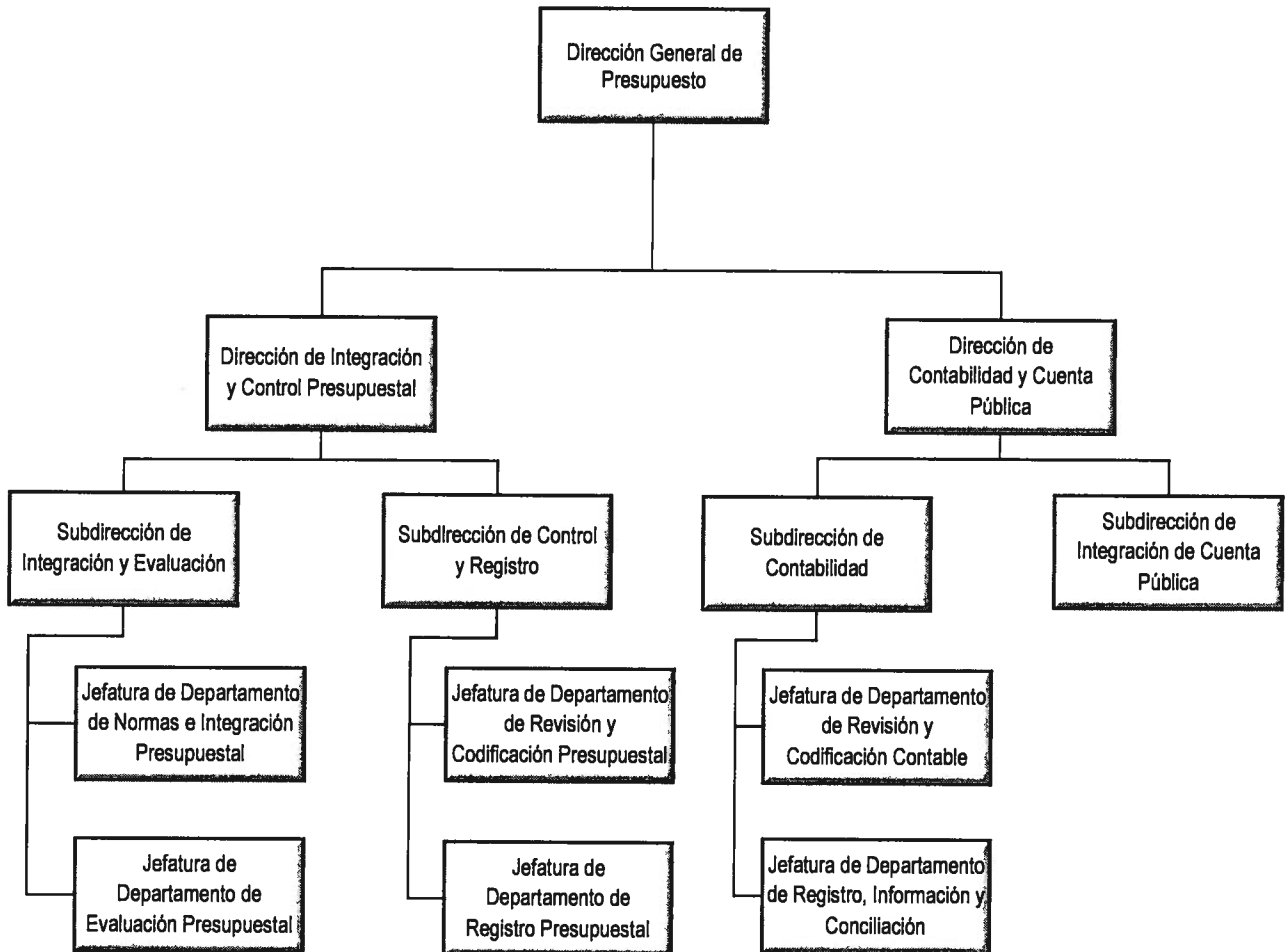 Dirección General de
Presupuesto
Dirección de Integración
y Control Presupuestal
Dirección de
Contabilidad y Cuenta
Pública
Subdirección de
Integración y Evaluación
Subdirección de Control
y Registro
Subdirección de
Contabilidad
Subdirección de
Integración de Cuenta
Pública
Jefatura de Departamento
de Normas e Integración
Presupuestal
Jefatura de Departamento
de Revisión y
Codificación Presupuestal
Jefatura de Departamento
de Revisión y
Codificación Contable
Jefatura de
Departamento de
Evaluación Presupuestal
Jefatura de
Departamento de
Registro Presupuestal
Jefatura de Departamento
de Registro, Información y
Conciliación